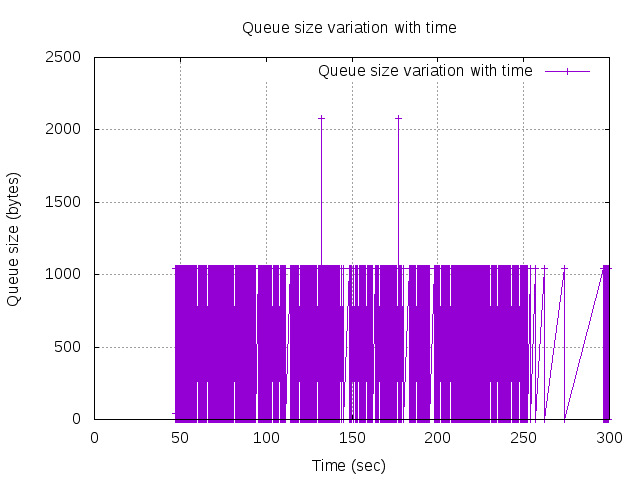 Queue size variation with time
Queue size variation with time
2500
2000
1500
1000
500
0
Queue size (bytes)
0 50 100 150 200 250 300
Time (sec)